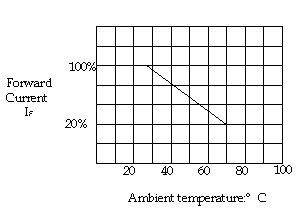 100%
Forward
Current
IF
20%
20 40 60 80 100
Ambient temperature:° C